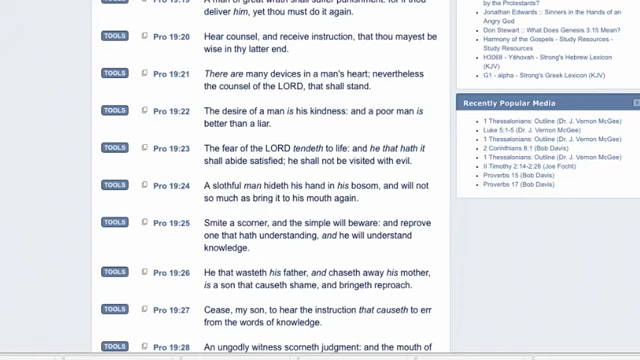 Pro 19:19 A man of great wrath shall suffer punishment: for if thou
deliver him, yet thou must do it again.
TOOLS Pro 19:20 Hear counsel, and receive instruction, that thou mayest be
wise in thy latter end.
TOOLS Pro 19:21 There are many devices in a man's heart; nevertheless
the counsel of the LORD, that shall stand.
TOOLS Pro 19:22 The desire of a man is his kindness: and a poor man is
better than a liar.
TOOLS Pro 19:23 The fear of the LORD tendeth to life: and he that hath it
shall abide satisfied; he shall not be visited with evil.
TOOLS Pro 19:24 A slothful man hideth his hand in his bosom, and will not
so much as bring it to his mouth again.
TOOLS Pro 19:25 Smite a scorner, and the simple will beware: and reprove
one that hath understanding, and he will understand
knowledge.
TOOLS Pro 19:26 He that wasteth his father, and chaseth away his mother,
is a son that causeth shame, and bringeth reproach.
TOOLS Pro 19:27 Cease, my son, to hear the instruction that causeth to err
from the words of knowledge.
TOOLS Pro 19:28 An ungodly witness scorneth judgment: and the mouth of
by the Protestants?
Jonathan Edwards :: Sinners in the Hands of an
Angry God
Don Stewart :: What Does Genesis 3:15 Mean?
Harmony of the Gospels - Study Resources -
Study Resources
H3068 - Yĕhovah - Strong's Hebrew Lexicon
(KJV)
G1 - alpha - Strong's Greek Lexicon (KJV)
Recently Popular Media
1 Thessalonians: Outline (Dr. J. Vernon McGee)
Luke 5:1-5 (Dr. J. Vernon McGee)
1 Thessalonians: Outline (Dr. J. Vernon McGee)
2 Corinthians 8:1 (Bob Davis)
1 Thessalonians: Outline (Dr. J. Vernon McGee)
II Timothy 2:14-2:26 (Joe Focht)
Proverbs 15 (Bob Davis)
Proverbs 17 (Bob Davis)